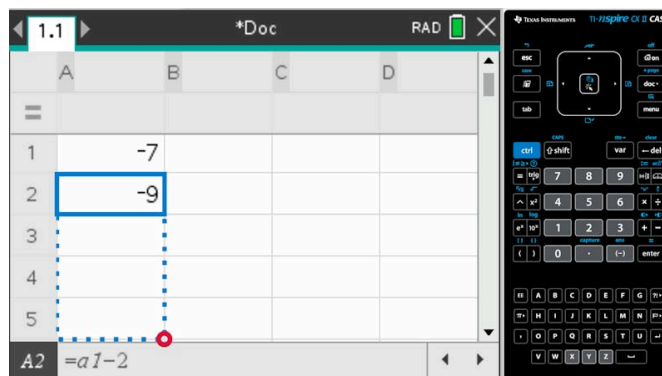 1.1 *Doc RAD
A B C D
=
1 -7
2 -9
3
4
5
A2 =a1-2
TEXAS INSTRUMENTS TI-nspire CX II CAS
esc on
doc
tab menu
ctrl shift var del
= trig 7 8 9
^ x² 4 5 6 × ÷
eˣ 10ˣ 1 2 3 + −
( ) 0 . (−) enter
EE A B C D E F G ?!
π H I J K L M N
, O P Q R S T U
V W X Y Z